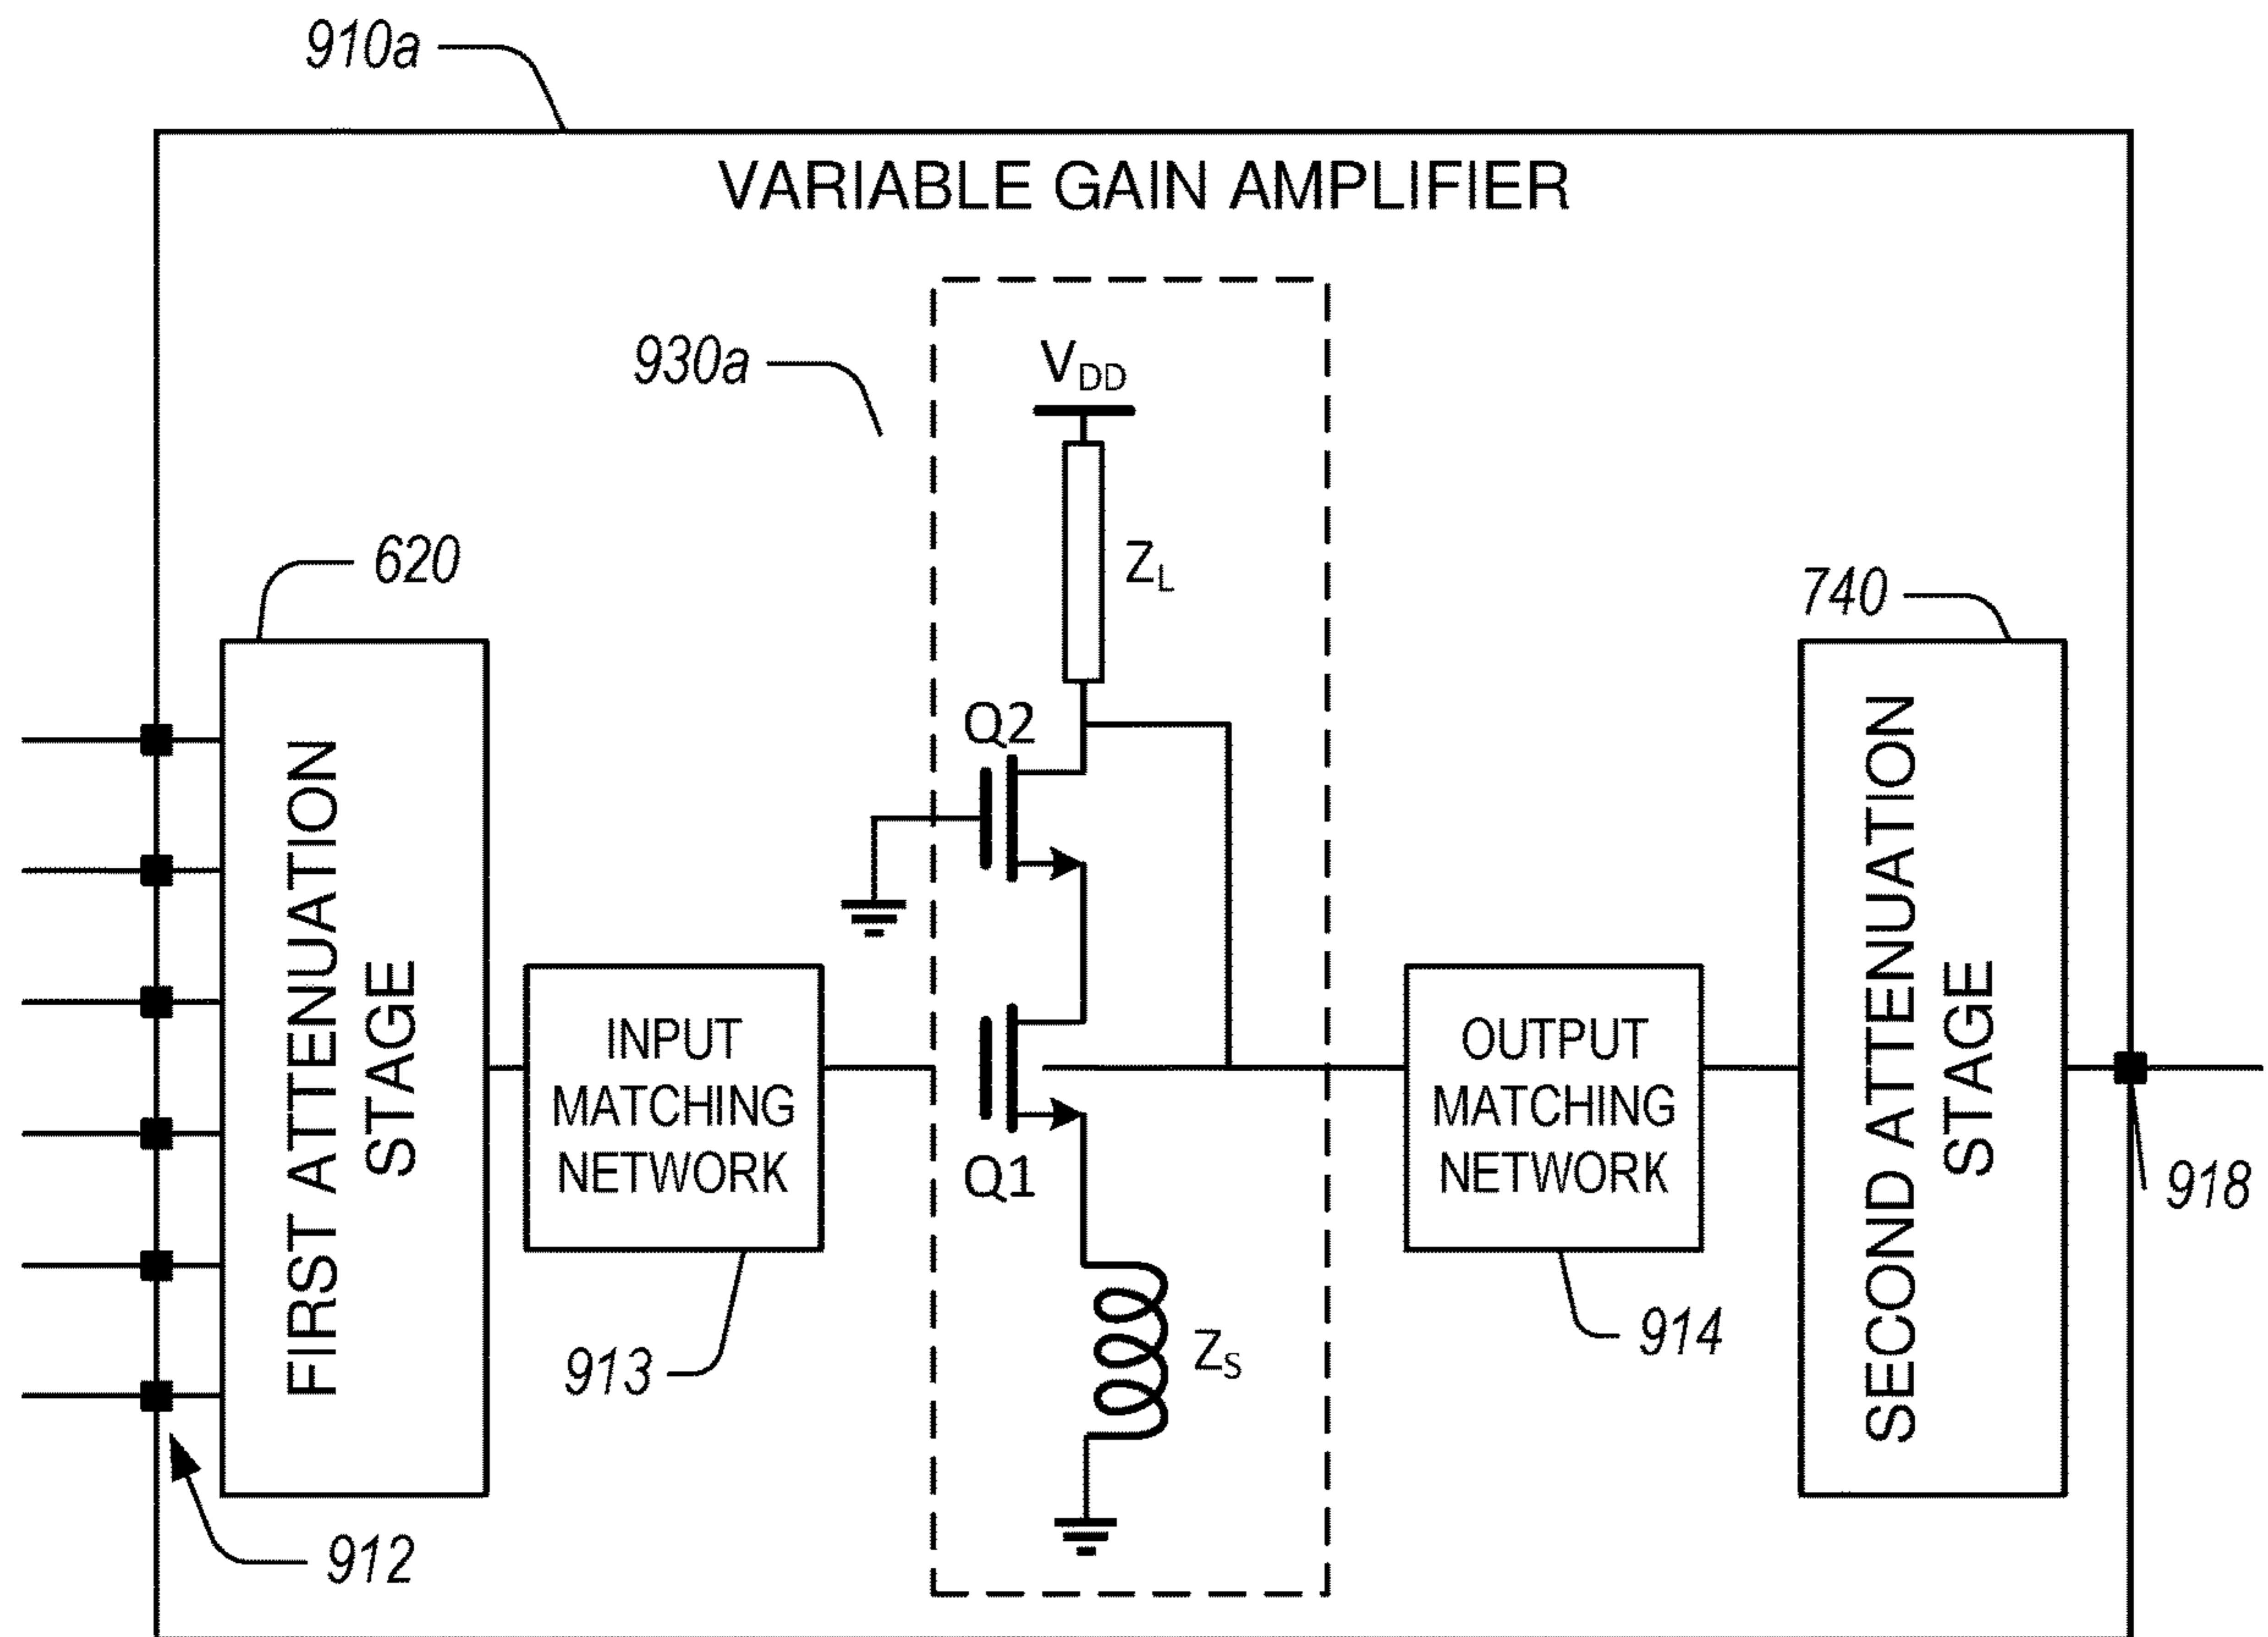 910a
VARIABLE GAIN AMPLIFIER
930a
VDD
620
ZL
740
Q2
FIRST ATTENUATION
STAGE
INPUT
MATCHING
NETWORK
OUTPUT
MATCHING
NETWORK
SECOND ATTENUATION
STAGE
Q1
918
913
ZS
914
912